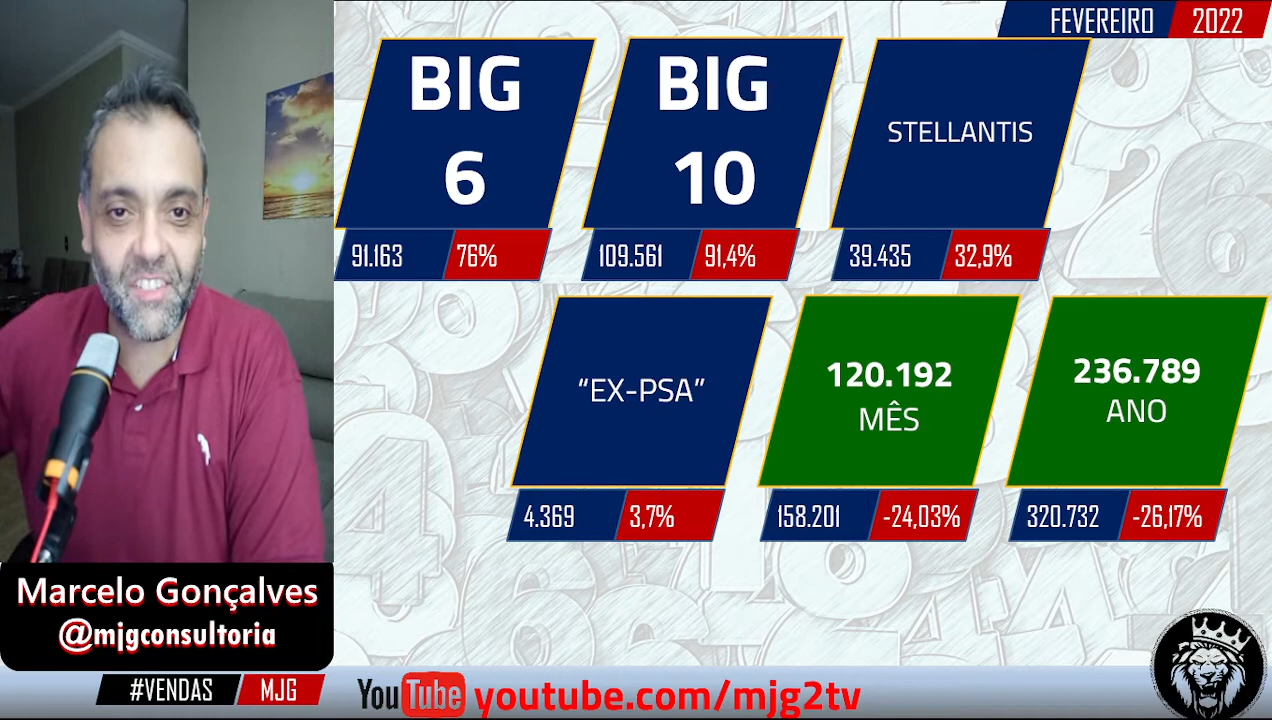 FEVEREIRO 2022
BIG
6
91.163 76%
BIG
10
109.561 91,4%
STELLANTIS
39.435 32,9%
“EX-PSA”
4.369 3,7%
120.192
MÊS
158.201 -24,03%
236.789
ANO
320.732 -26,17%
Marcelo Gonçalves
@mjgconsultoria
#VENDAS MJG
YouTube youtube.com/mjg2tv